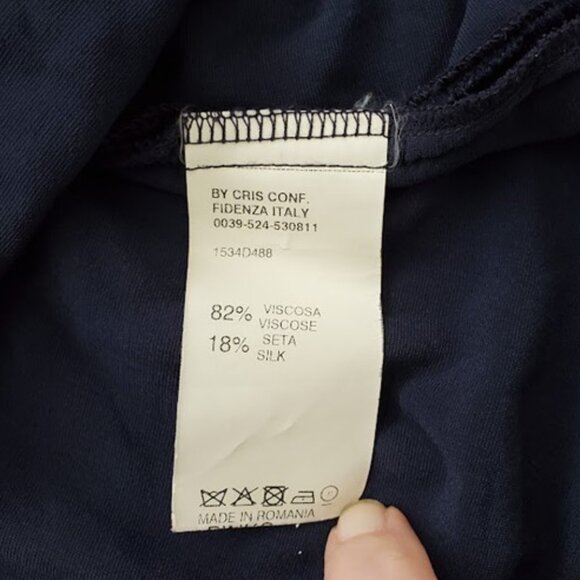 BY CRIS CONF.
FIDENZA ITALY
0039-524-530811
1534D488
82% VISCOSA
VISCOSE
18% SETA
SILK
MADE IN ROMANIA